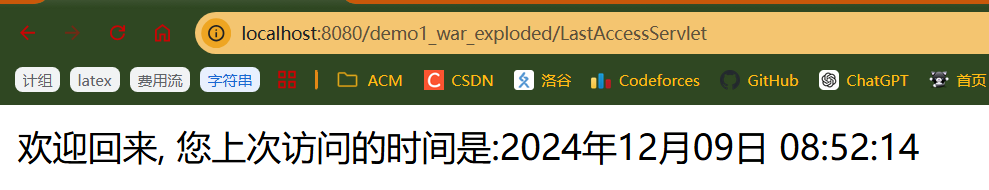 localhost:8080/demo1_war_exploded/LastAccessServlet
计组 latex 费用流 字符串 ACM CSDN 洛谷 Codeforces GitHub ChatGPT 首页
欢迎回来, 您上次访问的时间是:2024年12月09日 08:52:14